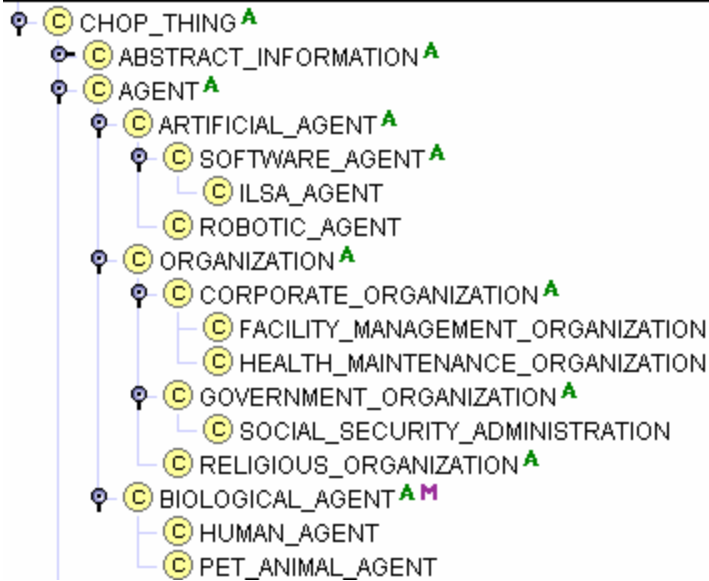 C CHOP_THING A
C ABSTRACT_INFORMATION A
C AGENT A
C ARTIFICIAL_AGENT A
C SOFTWARE_AGENT A
C ILSA_AGENT
C ROBOTIC_AGENT
C ORGANIZATION A
C CORPORATE_ORGANIZATION A
C FACILITY_MANAGEMENT_ORGANIZATION
C HEALTH_MAINTENANCE_ORGANIZATION
C GOVERNMENT_ORGANIZATION A
C SOCIAL_SECURITY_ADMINISTRATION
C RELIGIOUS_ORGANIZATION A
C BIOLOGICAL_AGENT A M
C HUMAN_AGENT
C PET_ANIMAL_AGENT